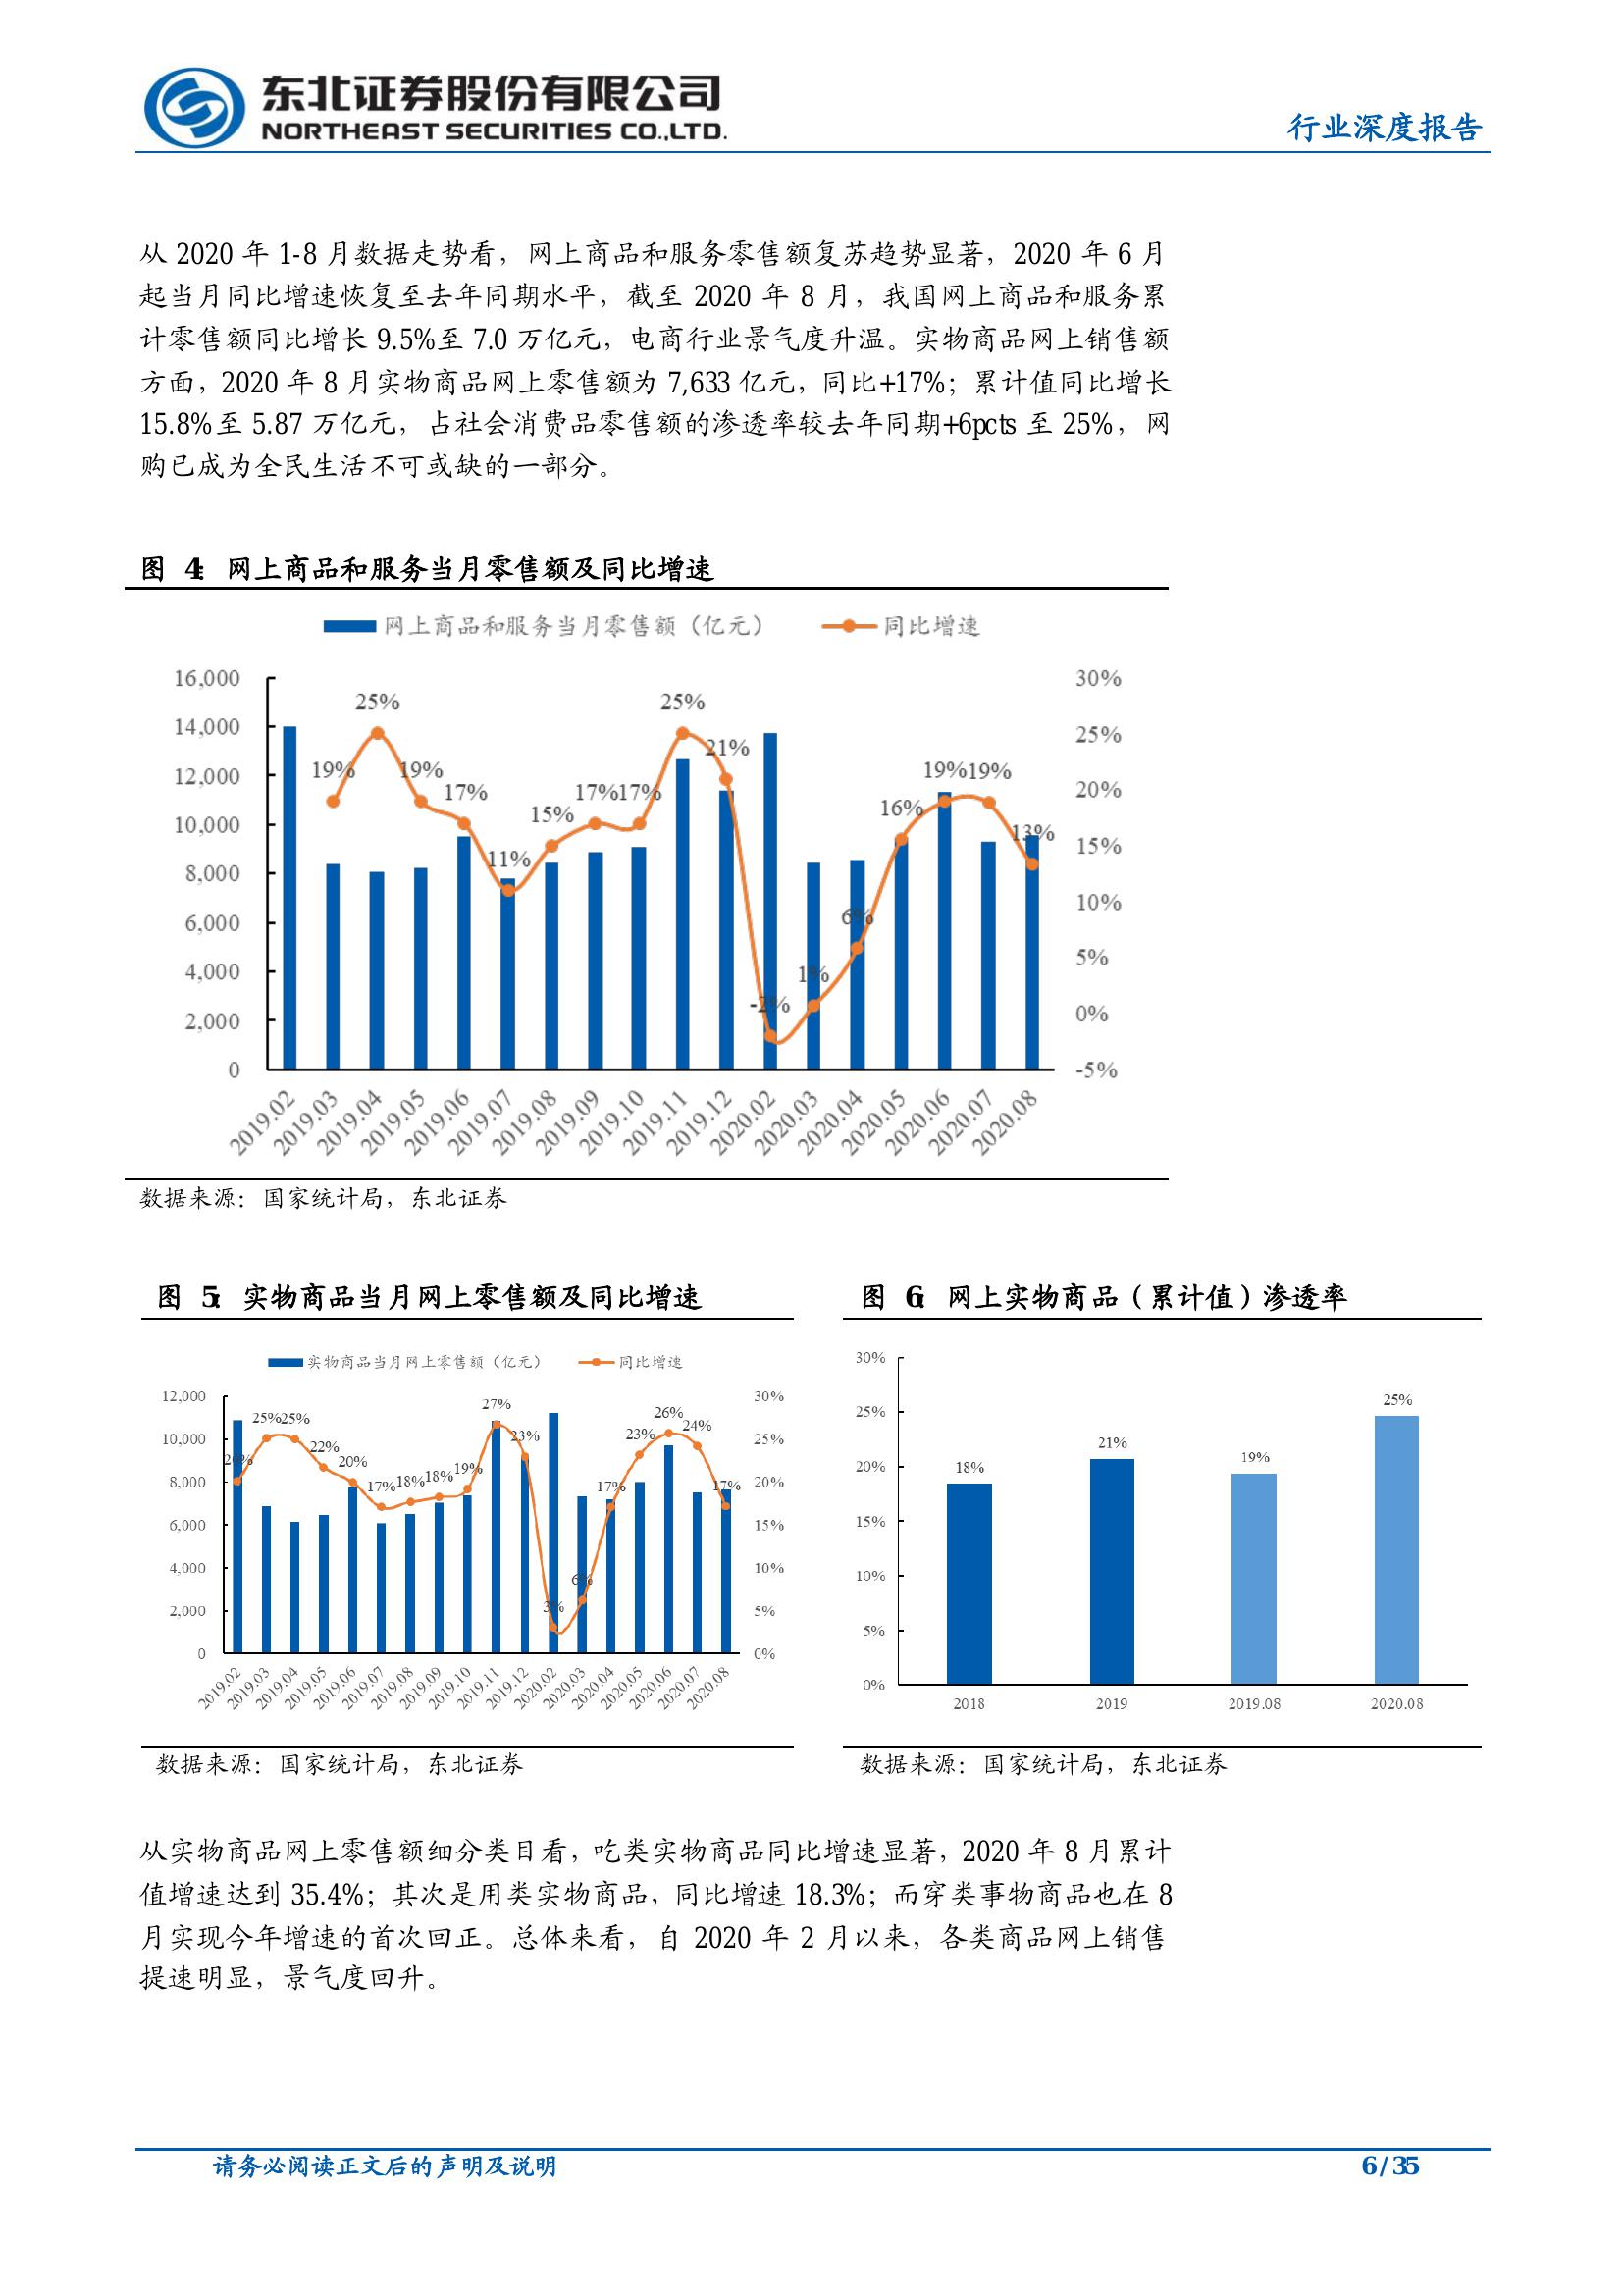 东北证券股份有限公司
NORTHEAST SECURITIES CO.,LTD.
行业深度报告
从 2020 年 1-8 月数据走势看，网上商品和服务零售额复苏趋势显著，2020 年 6 月
起当月同比增速恢复至去年同期水平，截至 2020 年 8 月，我国网上商品和服务累
计零售额同比增长 9.5%至 7.0 万亿元，电商行业景气度升温。实物商品网上销售额
方面，2020 年 8 月实物商品网上零售额为 7,633 亿元，同比+17%；累计值同比增长
15.8%至 5.87 万亿元，占社会消费品零售额的渗透率较去年同期+6pcts 至 25%，网
购已成为全民生活不可或缺的一部分。
图 4：网上商品和服务当月零售额及同比增速
网上商品和服务当月零售额（亿元） 同比增速
16,000 14,000 12,000 10,000 8,000 6,000 4,000 2,000 0
30% 25% 20% 15% 10% 5% 0% -5%
19% 25% 19% 17% 11% 15% 17% 17% 25% 21% -2% 1% 6% 16% 19% 19% 13%
2019.02 2019.03 2019.04 2019.05 2019.06 2019.07 2019.08 2019.09 2019.10 2019.11 2019.12 2020.02 2020.03 2020.04 2020.05 2020.06 2020.07 2020.08
数据来源：国家统计局，东北证券
图 5：实物商品当月网上零售额及同比增速
实物商品当月网上零售额（亿元） 同比增速
12,000 10,000 8,000 6,000 4,000 2,000 0
30% 25% 20% 15% 10% 5% 0%
20% 25% 25% 22% 20% 17% 18% 18% 19% 27% 23% 3% 6% 17% 23% 26% 24% 17%
2019.02 2019.03 2019.04 2019.05 2019.06 2019.07 2019.08 2019.09 2019.10 2019.11 2019.12 2020.02 2020.03 2020.04 2020.05 2020.06 2020.07 2020.08
数据来源：国家统计局，东北证券
图 6：网上实物商品（累计值）渗透率
30% 25% 20% 15% 10% 5% 0%
18% 21% 19% 25%
2018 2019 2019.08 2020.08
数据来源：国家统计局，东北证券
从实物商品网上零售额细分类目看，吃类实物商品同比增速显著，2020 年 8 月累计
值增速达到 35.4%；其次是用类实物商品，同比增速 18.3%；而穿类事物商品也在 8
月实现今年增速的首次回正。总体来看，自 2020 年 2 月以来，各类商品网上销售
提速明显，景气度回升。
请务必阅读正文后的声明及说明
6 / 35